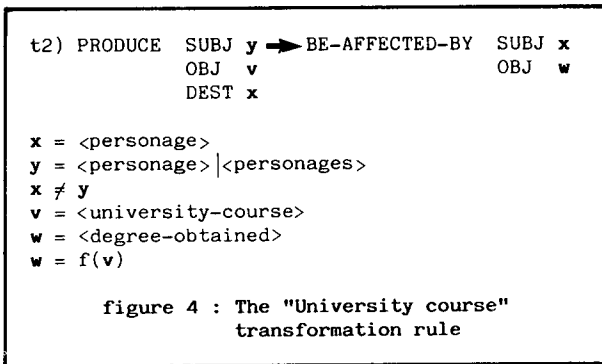 t2) PRODUCE SUBJ y → BE-AFFECTED-BY SUBJ x
OBJ v OBJ w
DEST x
x = <personage>
y = <personage>|<personages>
x ≠ y
v = <university-course>
w = <degree-obtained>
w = f(v)
figure 4 : The "University course"
transformation rule